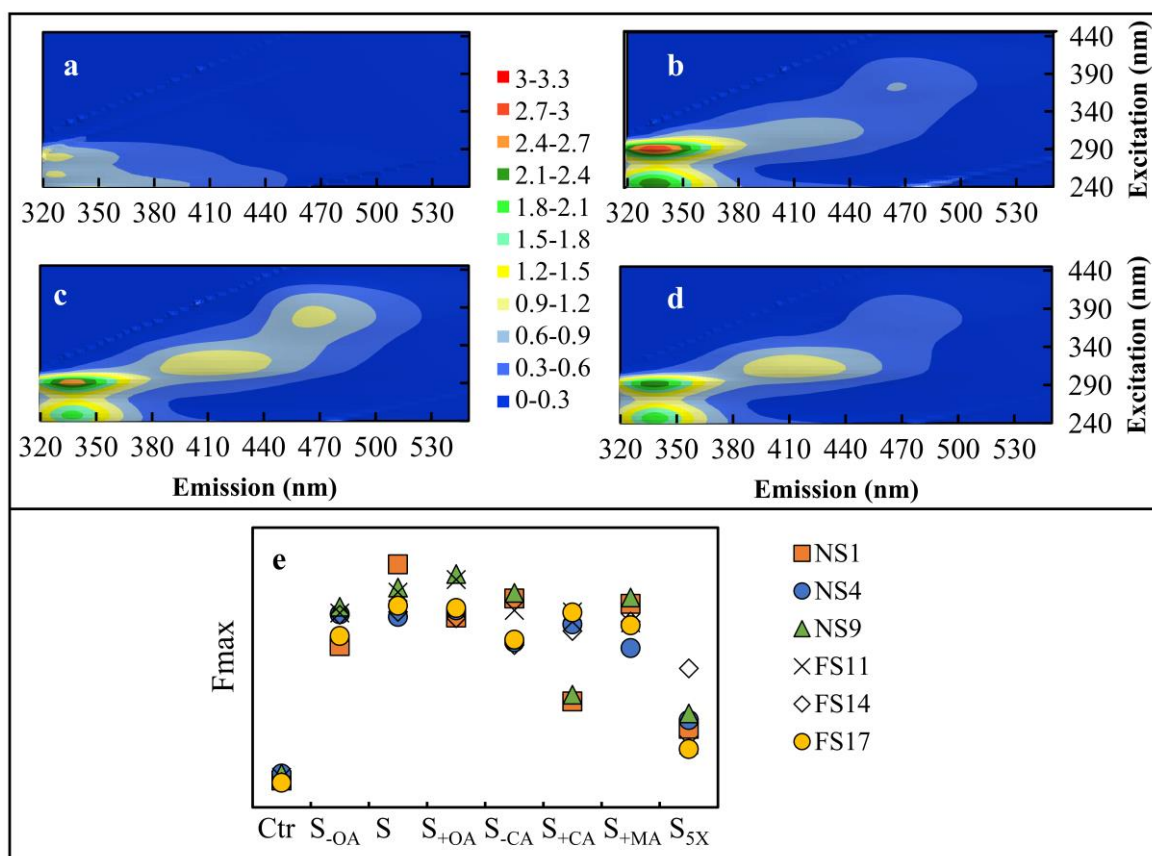 a
320 350 380 410 440 470 500 530
3-3.3
2.7-3
2.4-2.7
2.1-2.4
1.8-2.1
1.5-1.8
1.2-1.5
0.9-1.2
0.6-0.9
0.3-0.6
0-0.3
b
440
390
340
290
240
Excitation (nm)
320 350 380 410 440 470 500 530
c
320 350 380 410 440 470 500 530
Emission (nm)
d
440
390
340
290
240
Excitation (nm)
320 350 380 410 440 470 500 530
Emission (nm)
e
Fmax
Ctr S-OA S S+OA S-CA S+CA S+MA S5X
NS1
NS4
NS9
FS11
FS14
FS17